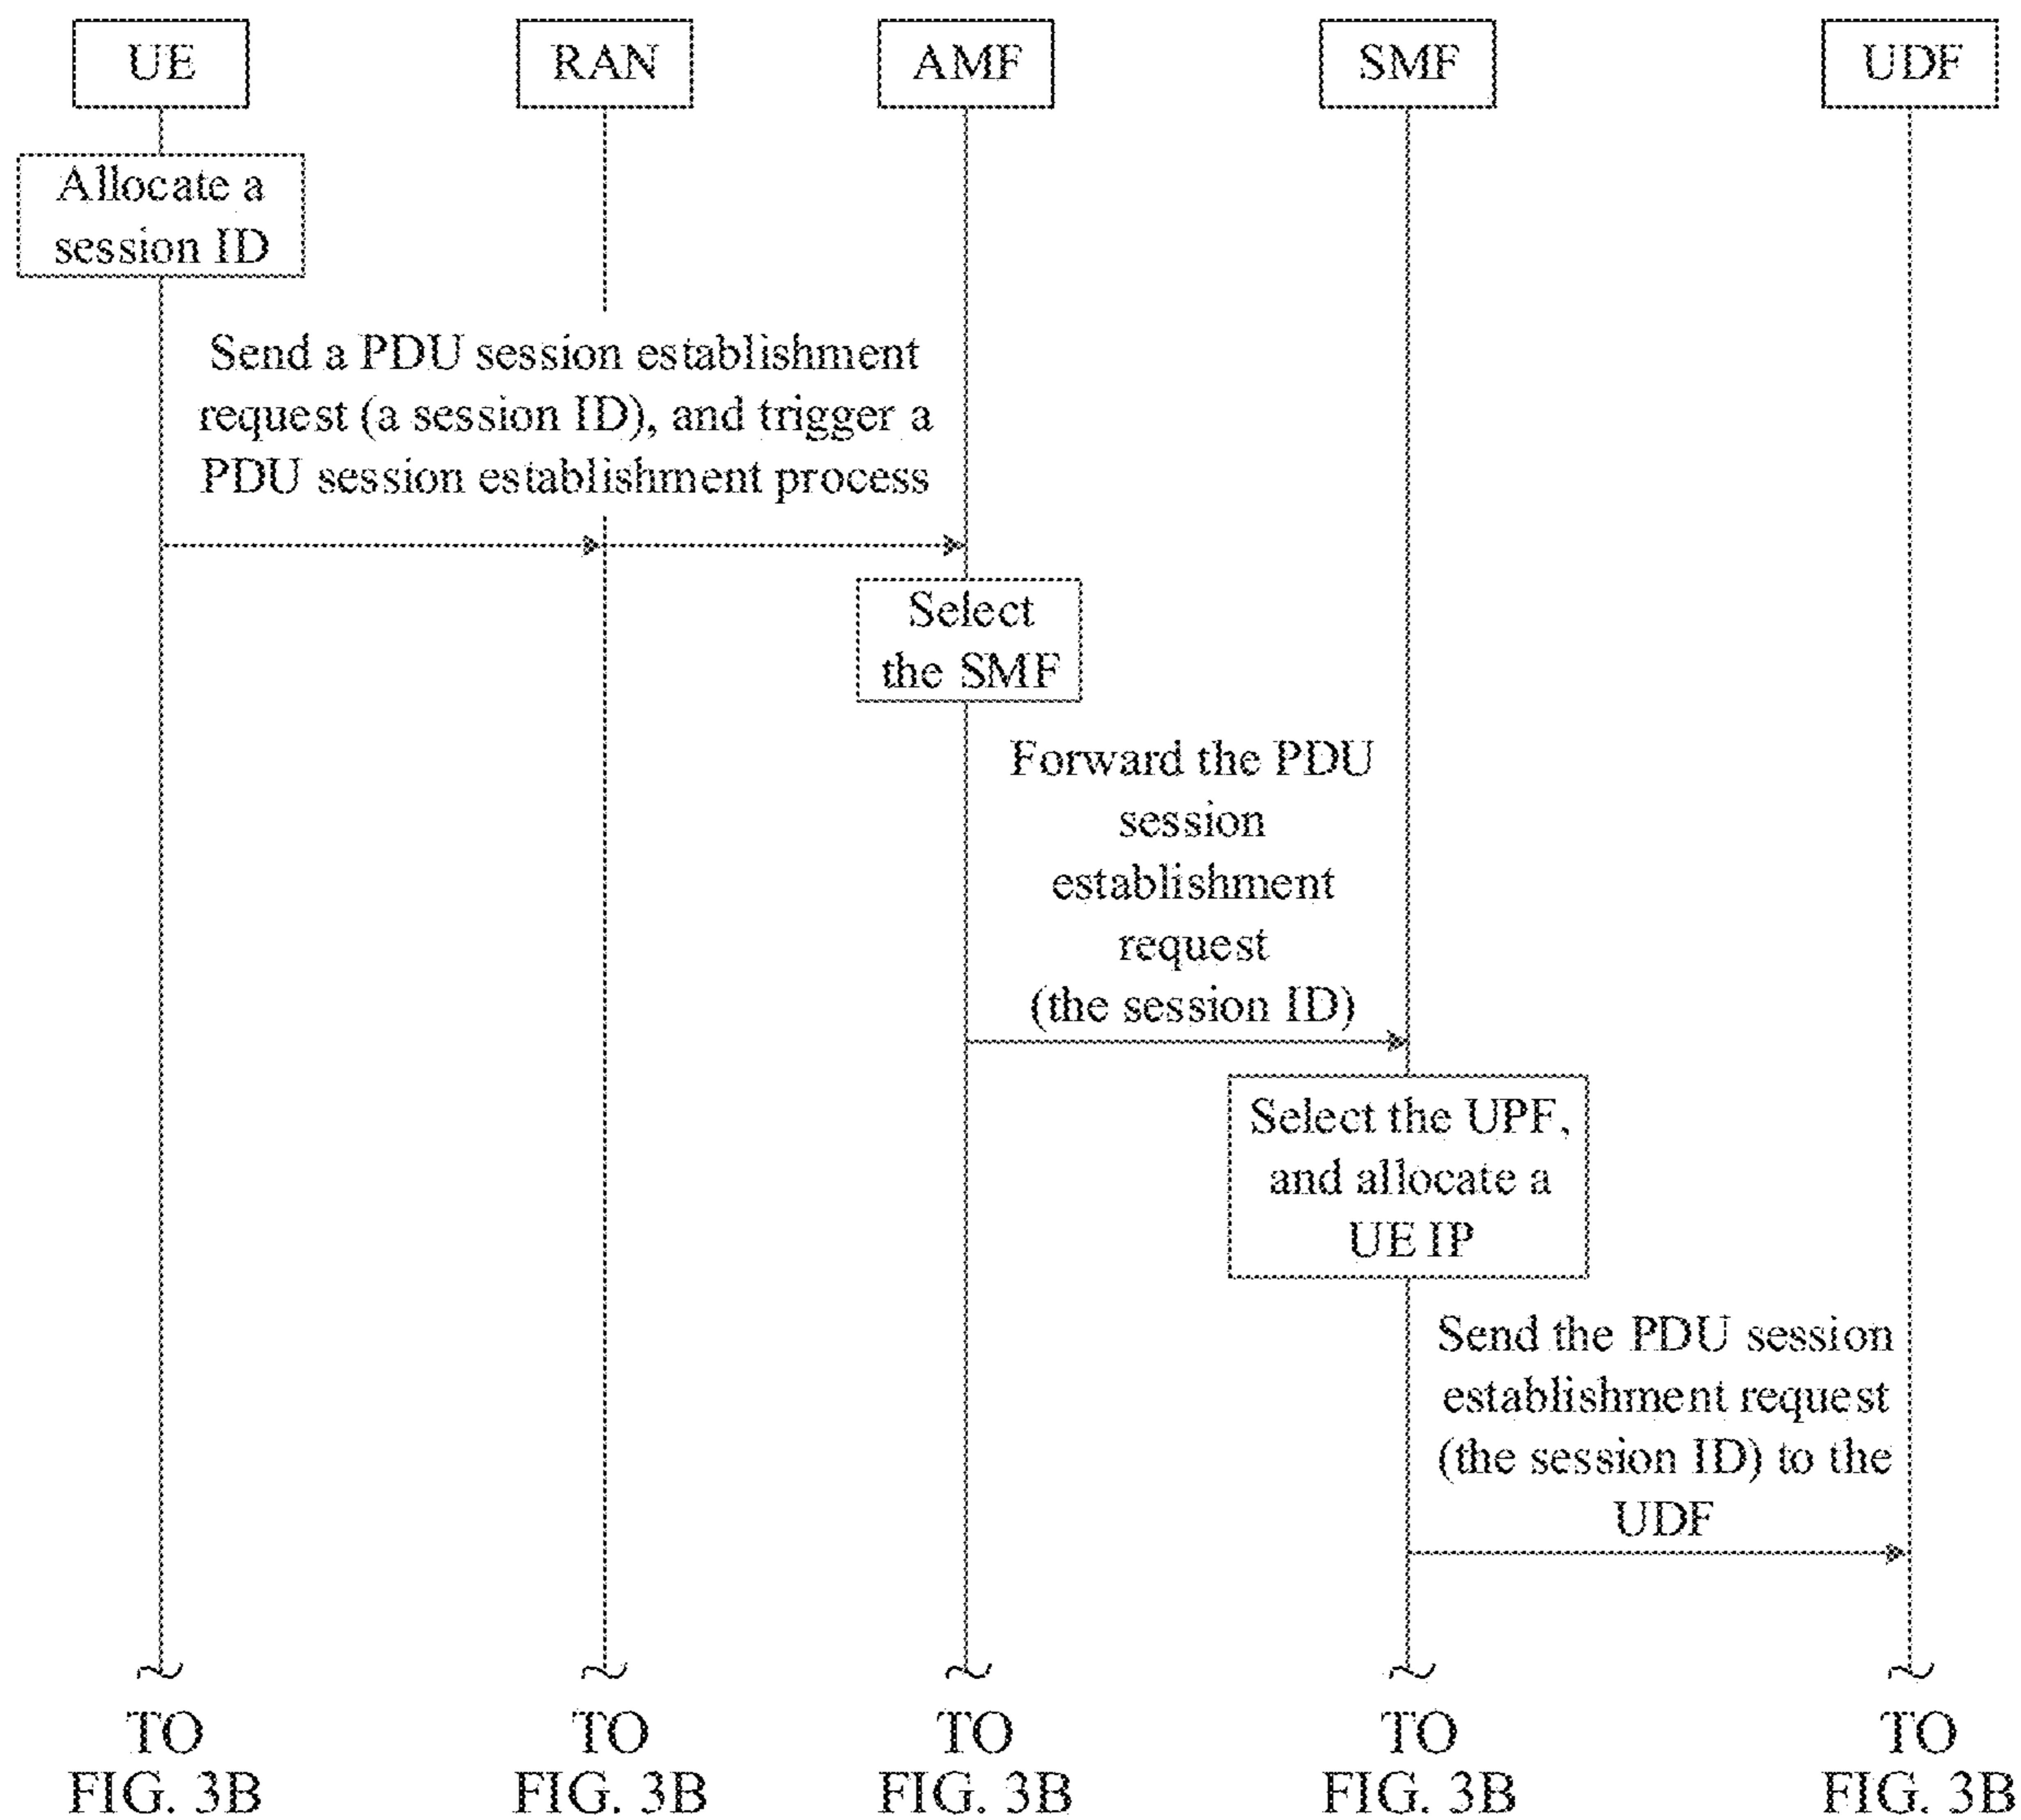 UE
RAN
AMF
SMF
UDF
Allocate a
session ID
Send a PDU session establishment
request (a session ID), and trigger a
PDU session establishment process
Select
the SMF
Forward the PDU
session
establishment
request
(the session ID)
Select the UPF,
and allocate a
UE IP
Send the PDU session
establishment request
(the session ID) to the
UDF
TO
FIG. 3B
TO
FIG. 3B
TO
FIG. 3B
TO
FIG. 3B
TO
FIG. 3B